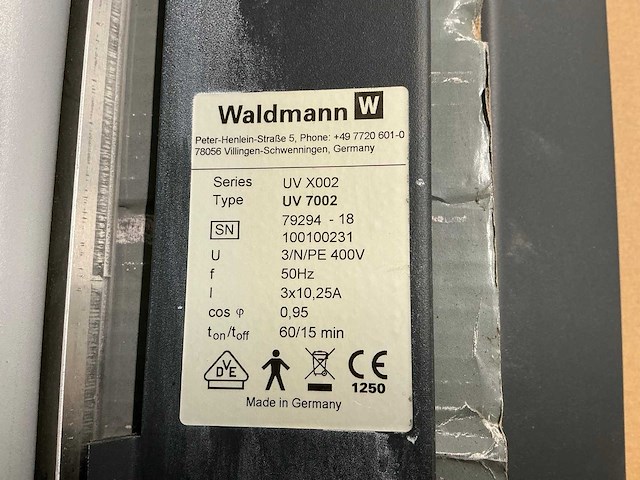 Waldmann W
Peter-Henlein-Straße 5, Phone: +49 7720 601-0
78056 Villingen-Schwenningen, Germany
Series UV X002
Type UV 7002
SN 79294 - 18
100100231
U 3/N/PE 400V
f 50Hz
I 3x10,25A
cos φ 0,95
ton/toff 60/15 min
DVE CE
1250
Made in Germany